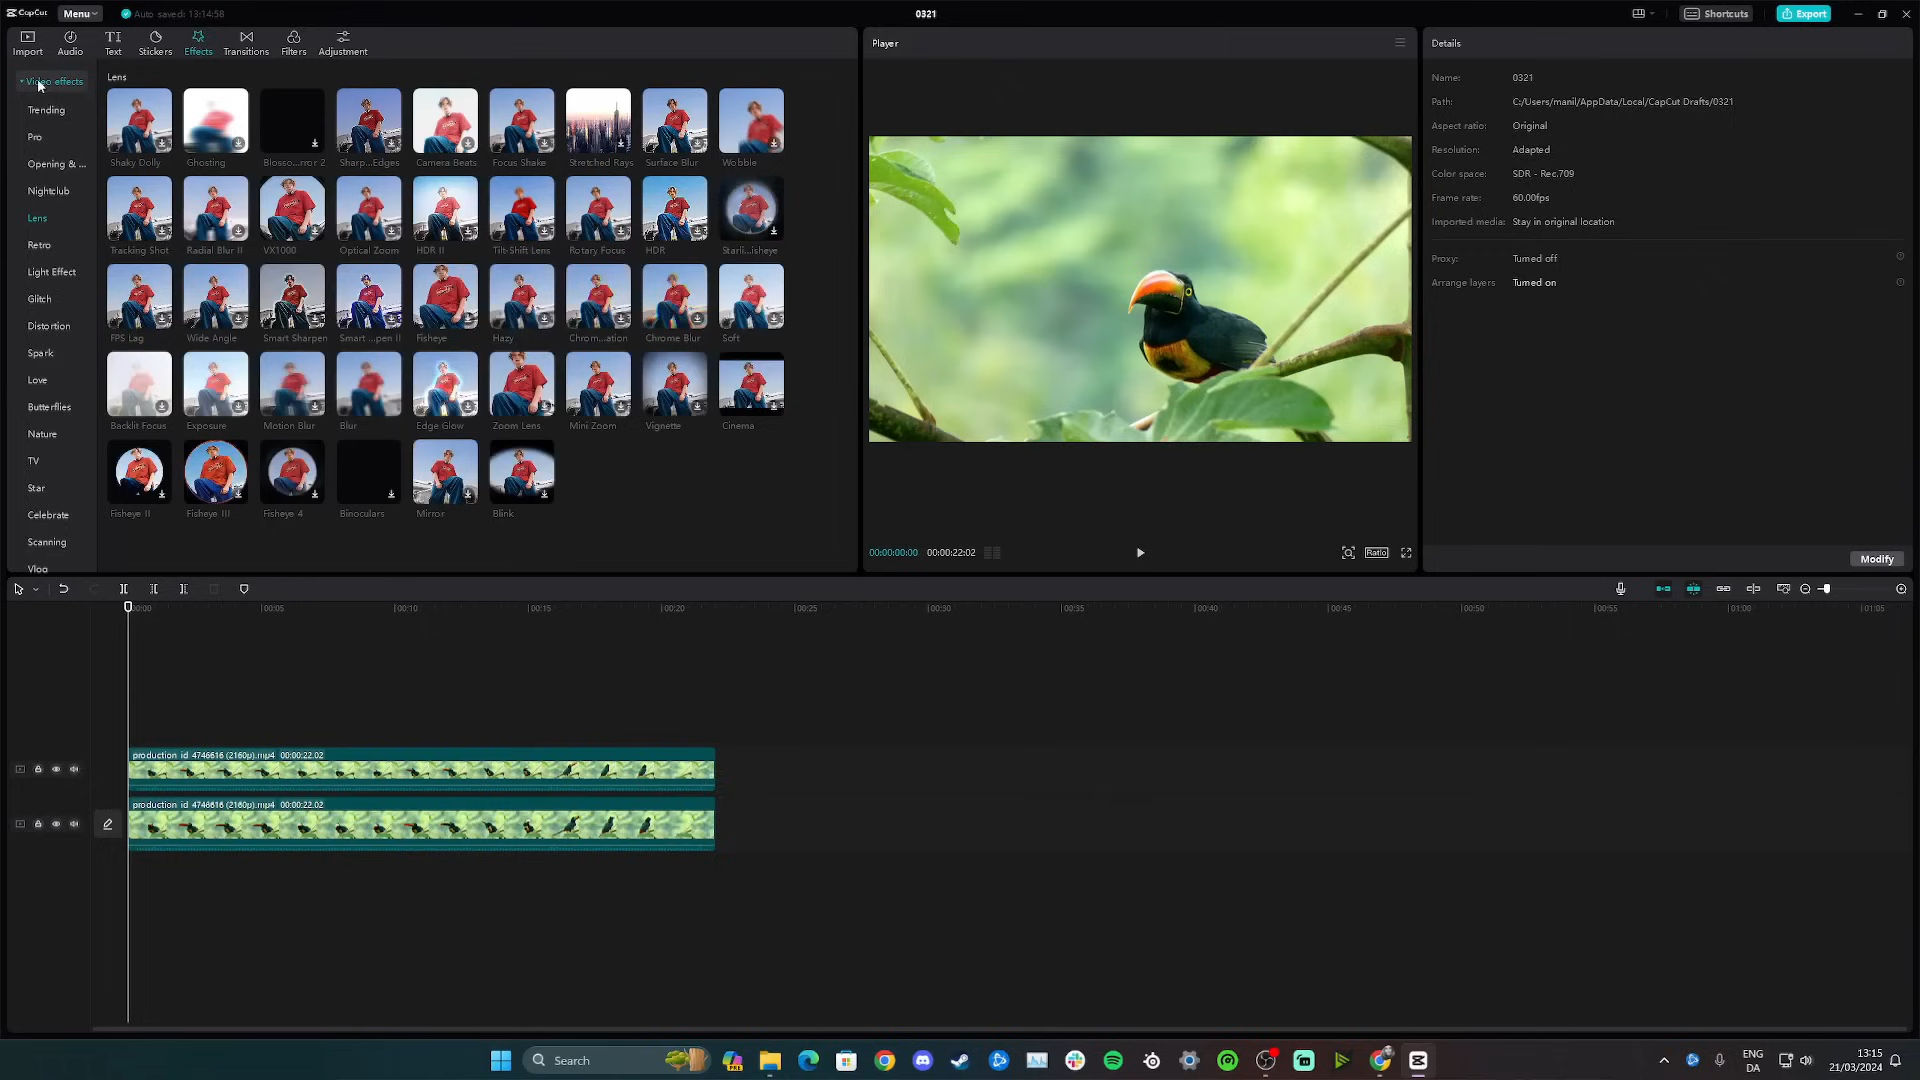 CapCut
Menu
Auto saved: 13:14:58
0321
Shortcuts
Export
Import
Audio
Text
Stickers
Effects
Transitions
Filters
Adjustment
Player
Details
Video effects
Trending
Pro
Opening & ...
Nightclub
Lens
Retro
Light Effect
Glitch
Distortion
Spark
Love
Butterflies
Nature
TV
Star
Celebrate
Scanning
Vlog
Lens
Shaky Dolly
Ghosting
Blosso...rror 2
Sharp...Edges
Camera Beats
Focus Shake
Stretched Rays
Surface Blur
Wobble
Tracking Shot
Radial Blur II
VX1000
Optical Zoom
HDR II
Tilt-Shift Lens
Rotary Focus
HDR
Starli...isheye
FPS Lag
Wide Angle
Smart Sharpen
Smart ...pen II
Fisheye
Hazy
Chrom...ation
Chrome Blur
Soft
Backlit Focus
Exposure
Motion Blur
Blur
Edge Glow
Zoom Lens
Mini Zoom
Vignette
Cinema
Fisheye II
Fisheye III
Fisheye 4
Binoculars
Mirror
Blink
00:00:00:00
00:00:22:02
Ratio
Name: 0321
Path: C:/Users/manil/AppData/Local/CapCut Drafts/0321
Aspect ratio: Original
Resolution: Adapted
Color space: SDR - Rec.709
Frame rate: 60.00fps
Imported media: Stay in original location
Proxy: Turned off
Arrange layers Turned on
Modify
00:00
00:05
00:10
00:15
00:20
00:25
00:30
00:35
00:40
00:45
00:50
00:55
01:00
01:05
production id 4746616 (2160p).mp4 00:00:22:02
production id 4746616 (2160p).mp4 00:00:22:02
Search
ENG
DA
13:15
21/03/2024